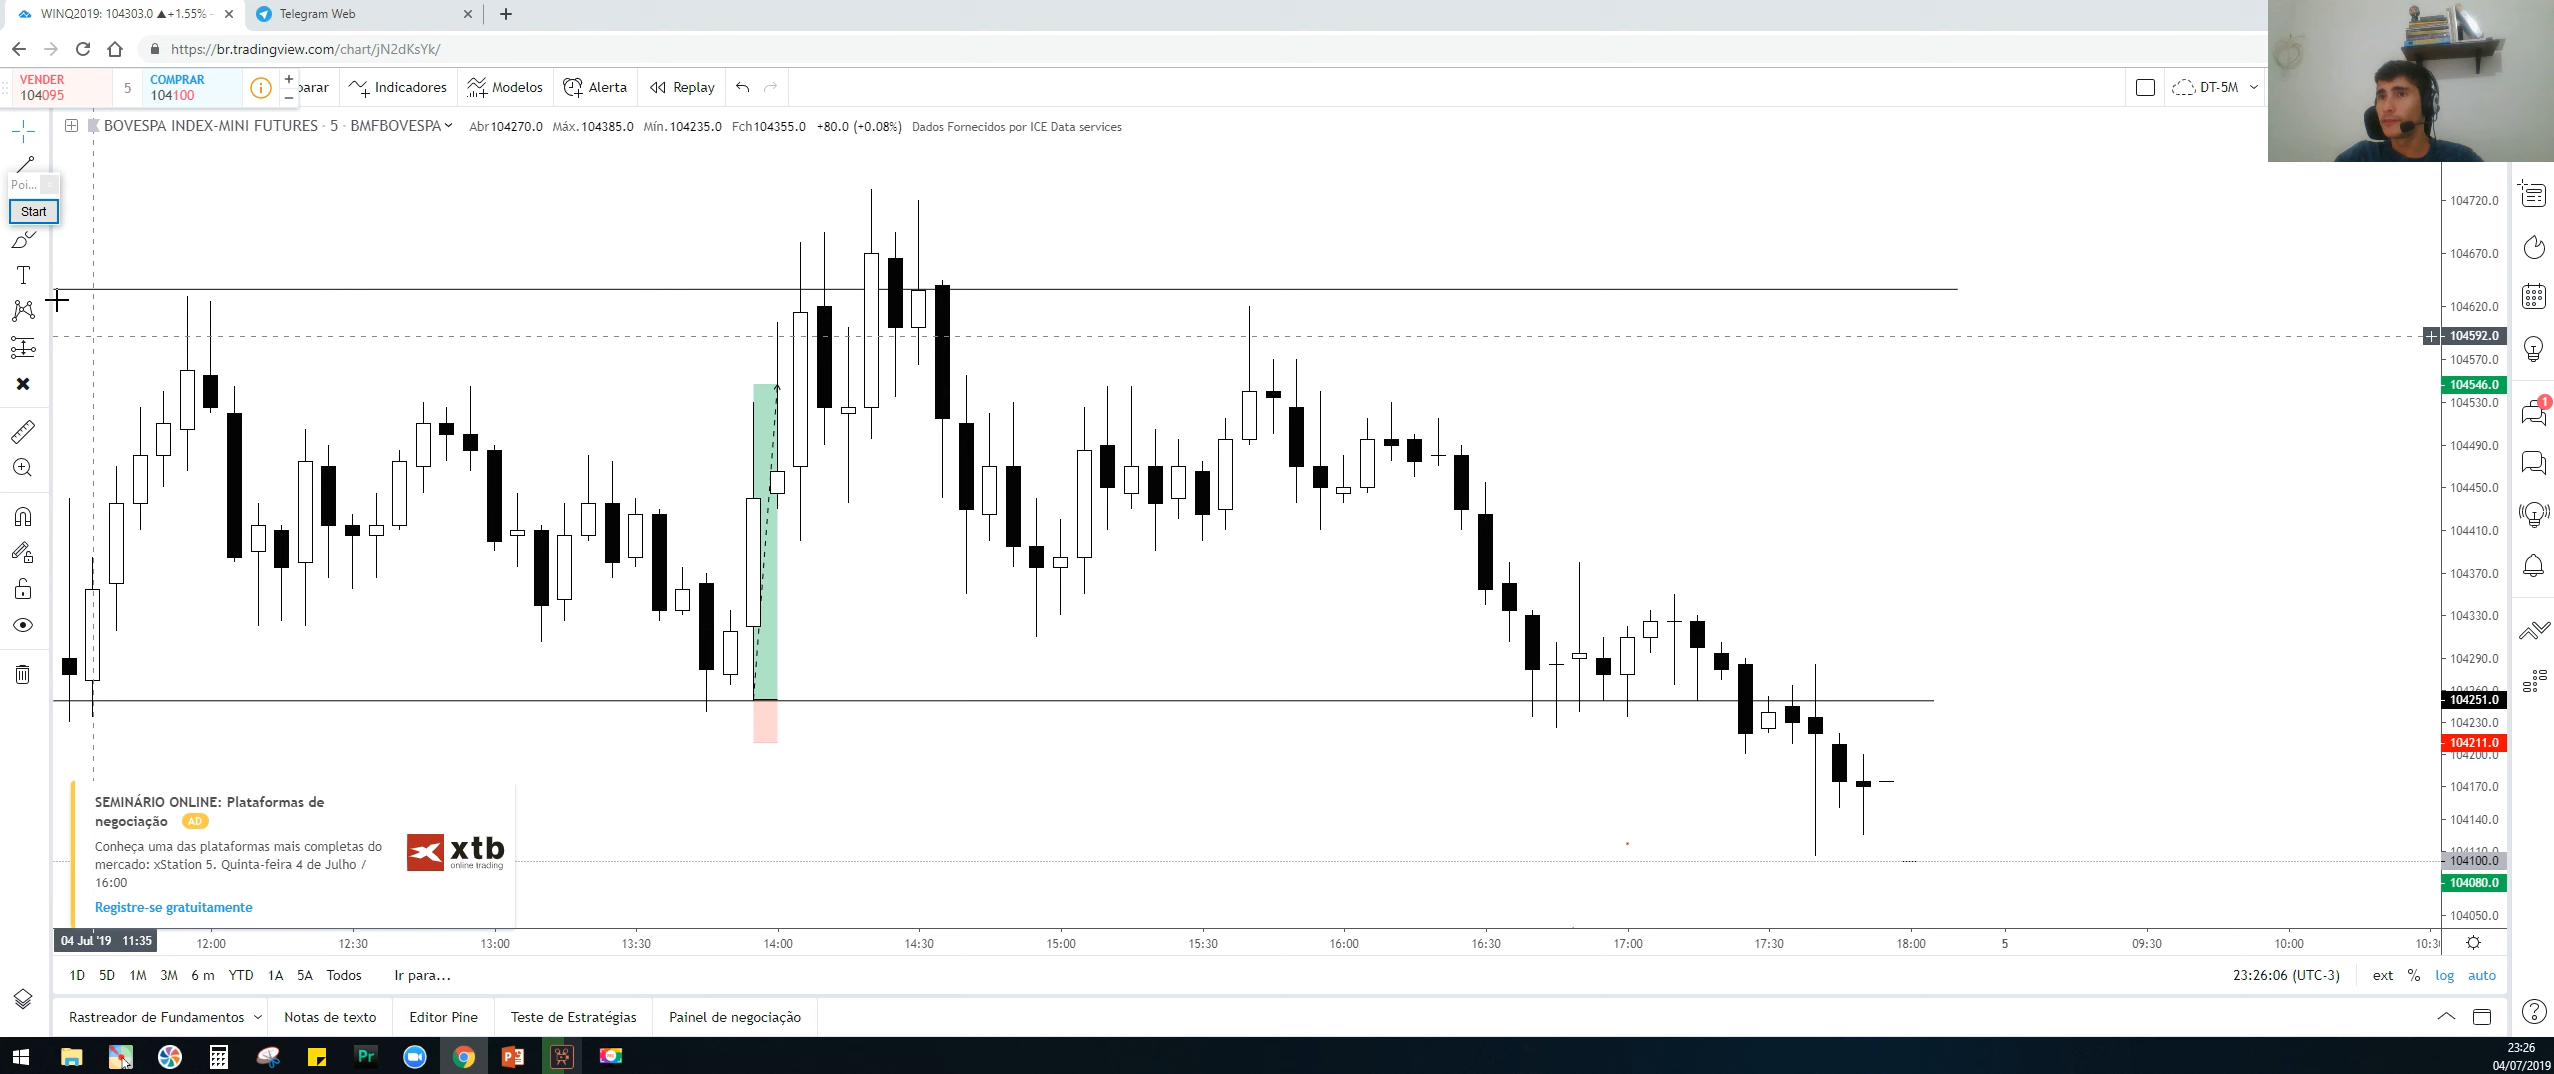 WINQ2019: 104303.0 ▲+1.55%
Telegram Web
https://br.tradingview.com/chart/jN2dKsYk/
VENDER
104095
5
COMPRAR
104100
parar
Indicadores
Modelos
Alerta
Replay
DT-5M
BOVESPA INDEX-MINI FUTURES · 5 · BMFBOVESPA
Abr104270.0 Máx.104385.0 Mín.104235.0 Fch104355.0 +80.0 (+0.08%) Dados Fornecidos por ICE Data services
Poi...
Start
104720.0
104670.0
104620.0
104592.0
104570.0
104546.0
104530.0
104490.0
104450.0
104410.0
104370.0
104330.0
104290.0
104251.0
104230.0
104211.0
104200.0
104170.0
104140.0
104100.0
104080.0
104050.0
1
SEMINÁRIO ONLINE: Plataformas de
negociação AD
Conheça uma das plataformas mais completas do
mercado: xStation 5. Quinta-feira 4 de Julho /
16:00
Registre-se gratuitamente
xtb
online trading
04 Jul '19 11:35 12:00 12:30 13:00 13:30 14:00 14:30 15:00 15:30 16:00 16:30 17:00 17:30 18:00 5 09:30 10:00
1D 5D 1M 3M 6 m YTD 1A 5A Todos Ir para... 23:26:06 (UTC-3) ext % log auto
Rastreador de Fundamentos Notas de texto Editor Pine Teste de Estratégias Painel de negociação
Pr
23:26
04/07/2019